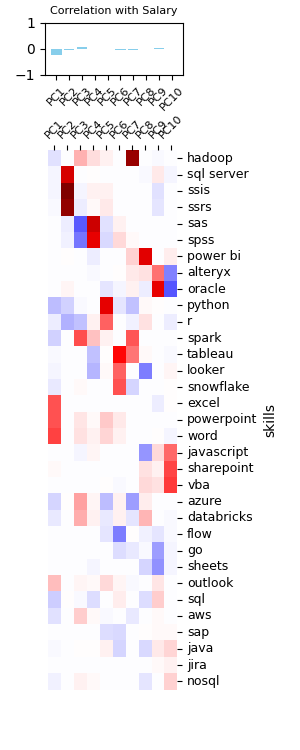 Correlation with Salary
1
0
−1
PC1
PC2
PC3
PC4
PC5
PC6
PC7
PC8
PC9
PC10
PC1
PC2
PC3
PC4
PC5
PC6
PC7
PC8
PC9
PC10
hadoop
sql server
ssis
ssrs
sas
spss
power bi
alteryx
oracle
python
r
spark
tableau
looker
snowflake
excel
powerpoint
word
javascript
sharepoint
vba
azure
databricks
flow
go
sheets
outlook
sql
aws
sap
java
jira
nosql
skills